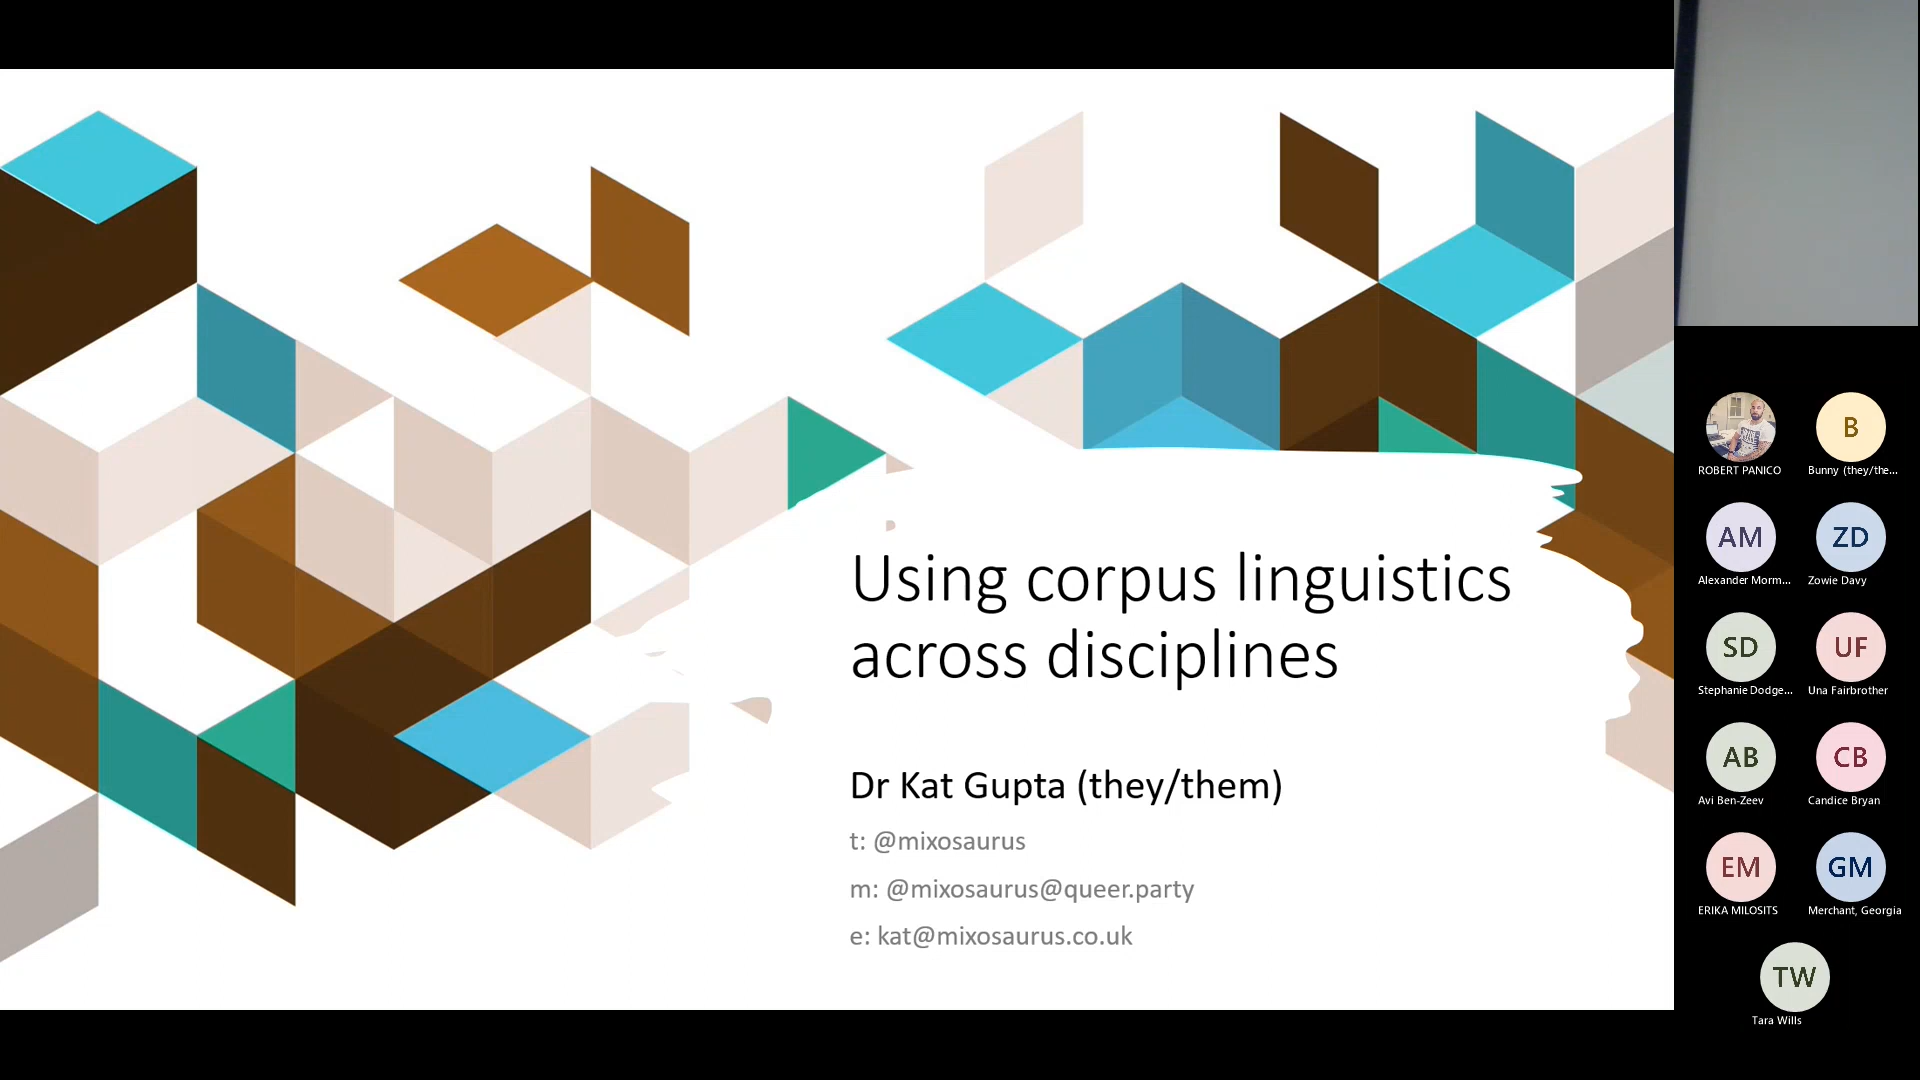 Using corpus linguistics
across disciplines
Dr Kat Gupta (they/them)
t: @mixosaurus
m: @mixosaurus@queer.party
e: kat@mixosaurus.co.uk
ROBERT PANICO
B
Bunny (they/the...
AM
Alexander Morm...
ZD
Zowie Davy
SD
Stephanie Dodge...
UF
Una Fairbrother
AB
Avi Ben-Zeev
CB
Candice Bryan
EM
ERIKA MILOSITS
GM
Merchant, Georgia
TW
Tara Wills